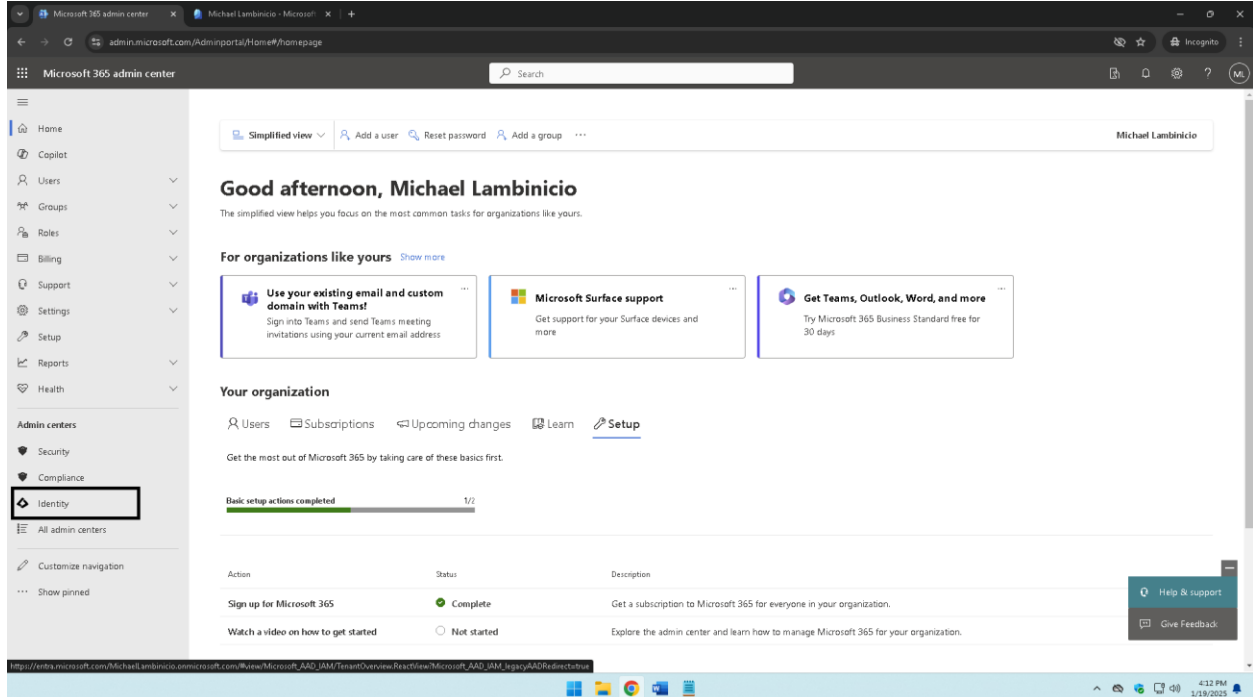 Microsoft 365 admin center
Michael Lambinicio - Microsoft
admin.microsoft.com/Adminportal/Home#/homepage
Incognito
Microsoft 365 admin center
Search
ML
Home
Copilot
Users
Groups
Roles
Billing
Support
Settings
Setup
Reports
Health
Admin centers
Security
Compliance
Identity
All admin centers
Customize navigation
Show pinned
Simplified view
Add a user
Reset password
Add a group
Michael Lambinicio
Good afternoon, Michael Lambinicio
The simplified view helps you focus on the most common tasks for organizations like yours.
For organizations like yours Show more
Use your existing email and custom
domain with Teams!
Sign into Teams and send Teams meeting
invitations using your current email address
Microsoft Surface support
Get support for your Surface devices and
more
Get Teams, Outlook, Word, and more
Try Microsoft 365 Business Standard free for
30 days
Your organization
Users Subscriptions Upcoming changes Learn Setup
Get the most out of Microsoft 365 by taking care of these basics first.
Basic setup actions completed 1/2
Action Status Description
Sign up for Microsoft 365 Complete Get a subscription to Microsoft 365 for everyone in your organization.
Watch a video on how to get started Not started Explore the admin center and learn how to manage Microsoft 365 for your organization.
Help & support
Give Feedback
https://entra.microsoft.com/MichaelLambinicio.onmicrosoft.com/#view/Microsoft_AAD_IAM/TenantOverview.ReactView?Microsoft_AAD_IAM_legacyAADRedirect=true
4:12 PM
1/19/2025